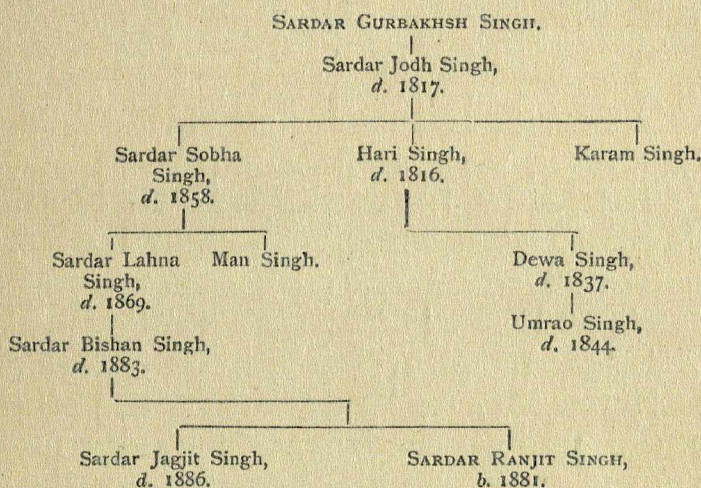 SARDAR GURBAKHSH SINGH.
Sardar Jodh Singh,
d. 1817.
Sardar Sobha
Singh,
d. 1858.
Hari Singh,
d. 1816.
Karam Singh.
Sardar Lahna
Singh,
d. 1869.
Man Singh.
Dewa Singh,
d. 1837.
Umrao Singh,
d. 1844.
Sardar Bishan Singh,
d. 1883.
Sardar Jagjit Singh,
d. 1886.
SARDAR RANJIT SINGH,
b. 1881.